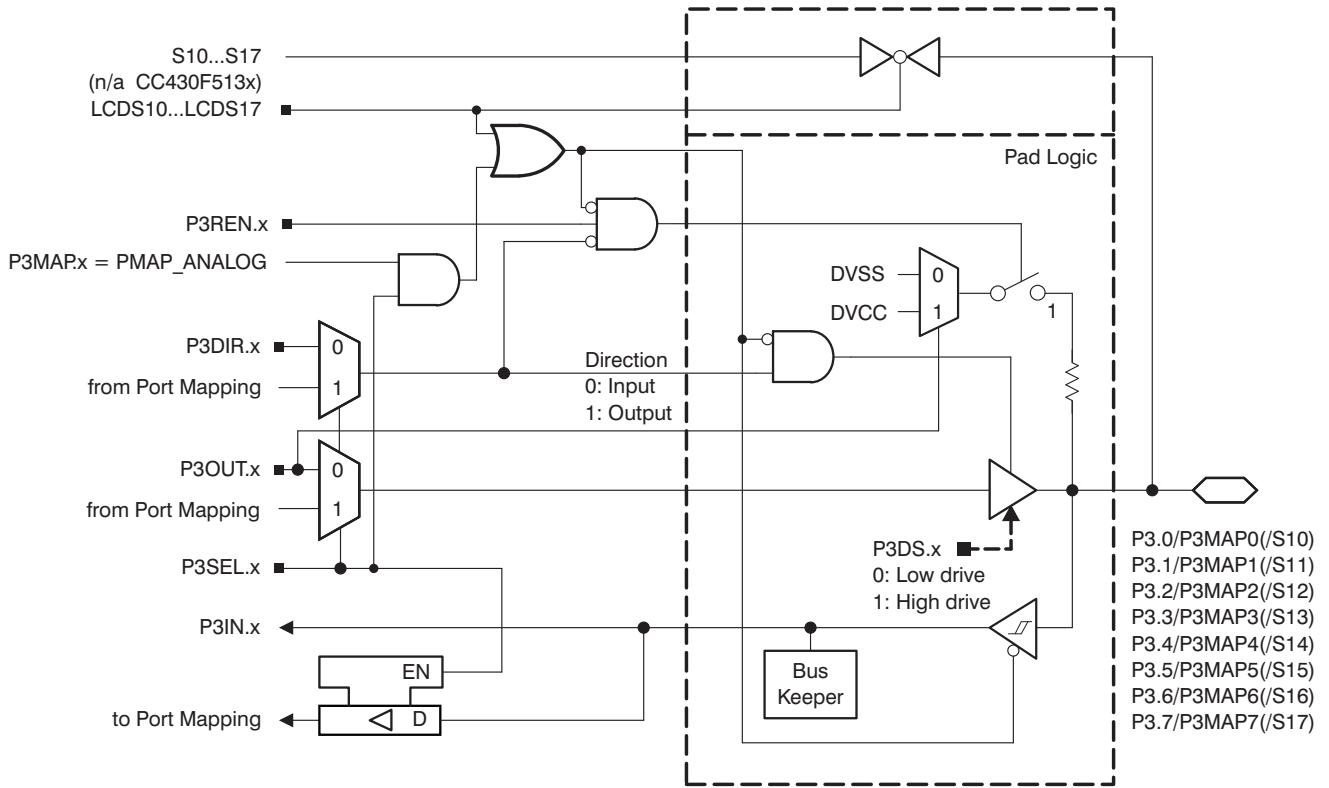 S10...S17
(n/a CC430F513x)
LCDS10...LCDS17
Pad Logic
P3REN.x
P3MAP.x = PMAP_ANALOG
DVSS
0
DVCC
1
1
P3DIR.x
0
from Port Mapping
1
Direction
0: Input
1: Output
P3OUT.x
0
from Port Mapping
1
P3SEL.x
P3DS.x
0: Low drive
1: High drive
P3IN.x
EN
D
to Port Mapping
Bus
Keeper
P3.0/P3MAP0(/S10)
P3.1/P3MAP1(/S11)
P3.2/P3MAP2(/S12)
P3.3/P3MAP3(/S13)
P3.4/P3MAP4(/S14)
P3.5/P3MAP5(/S15)
P3.6/P3MAP6(/S16)
P3.7/P3MAP7(/S17)